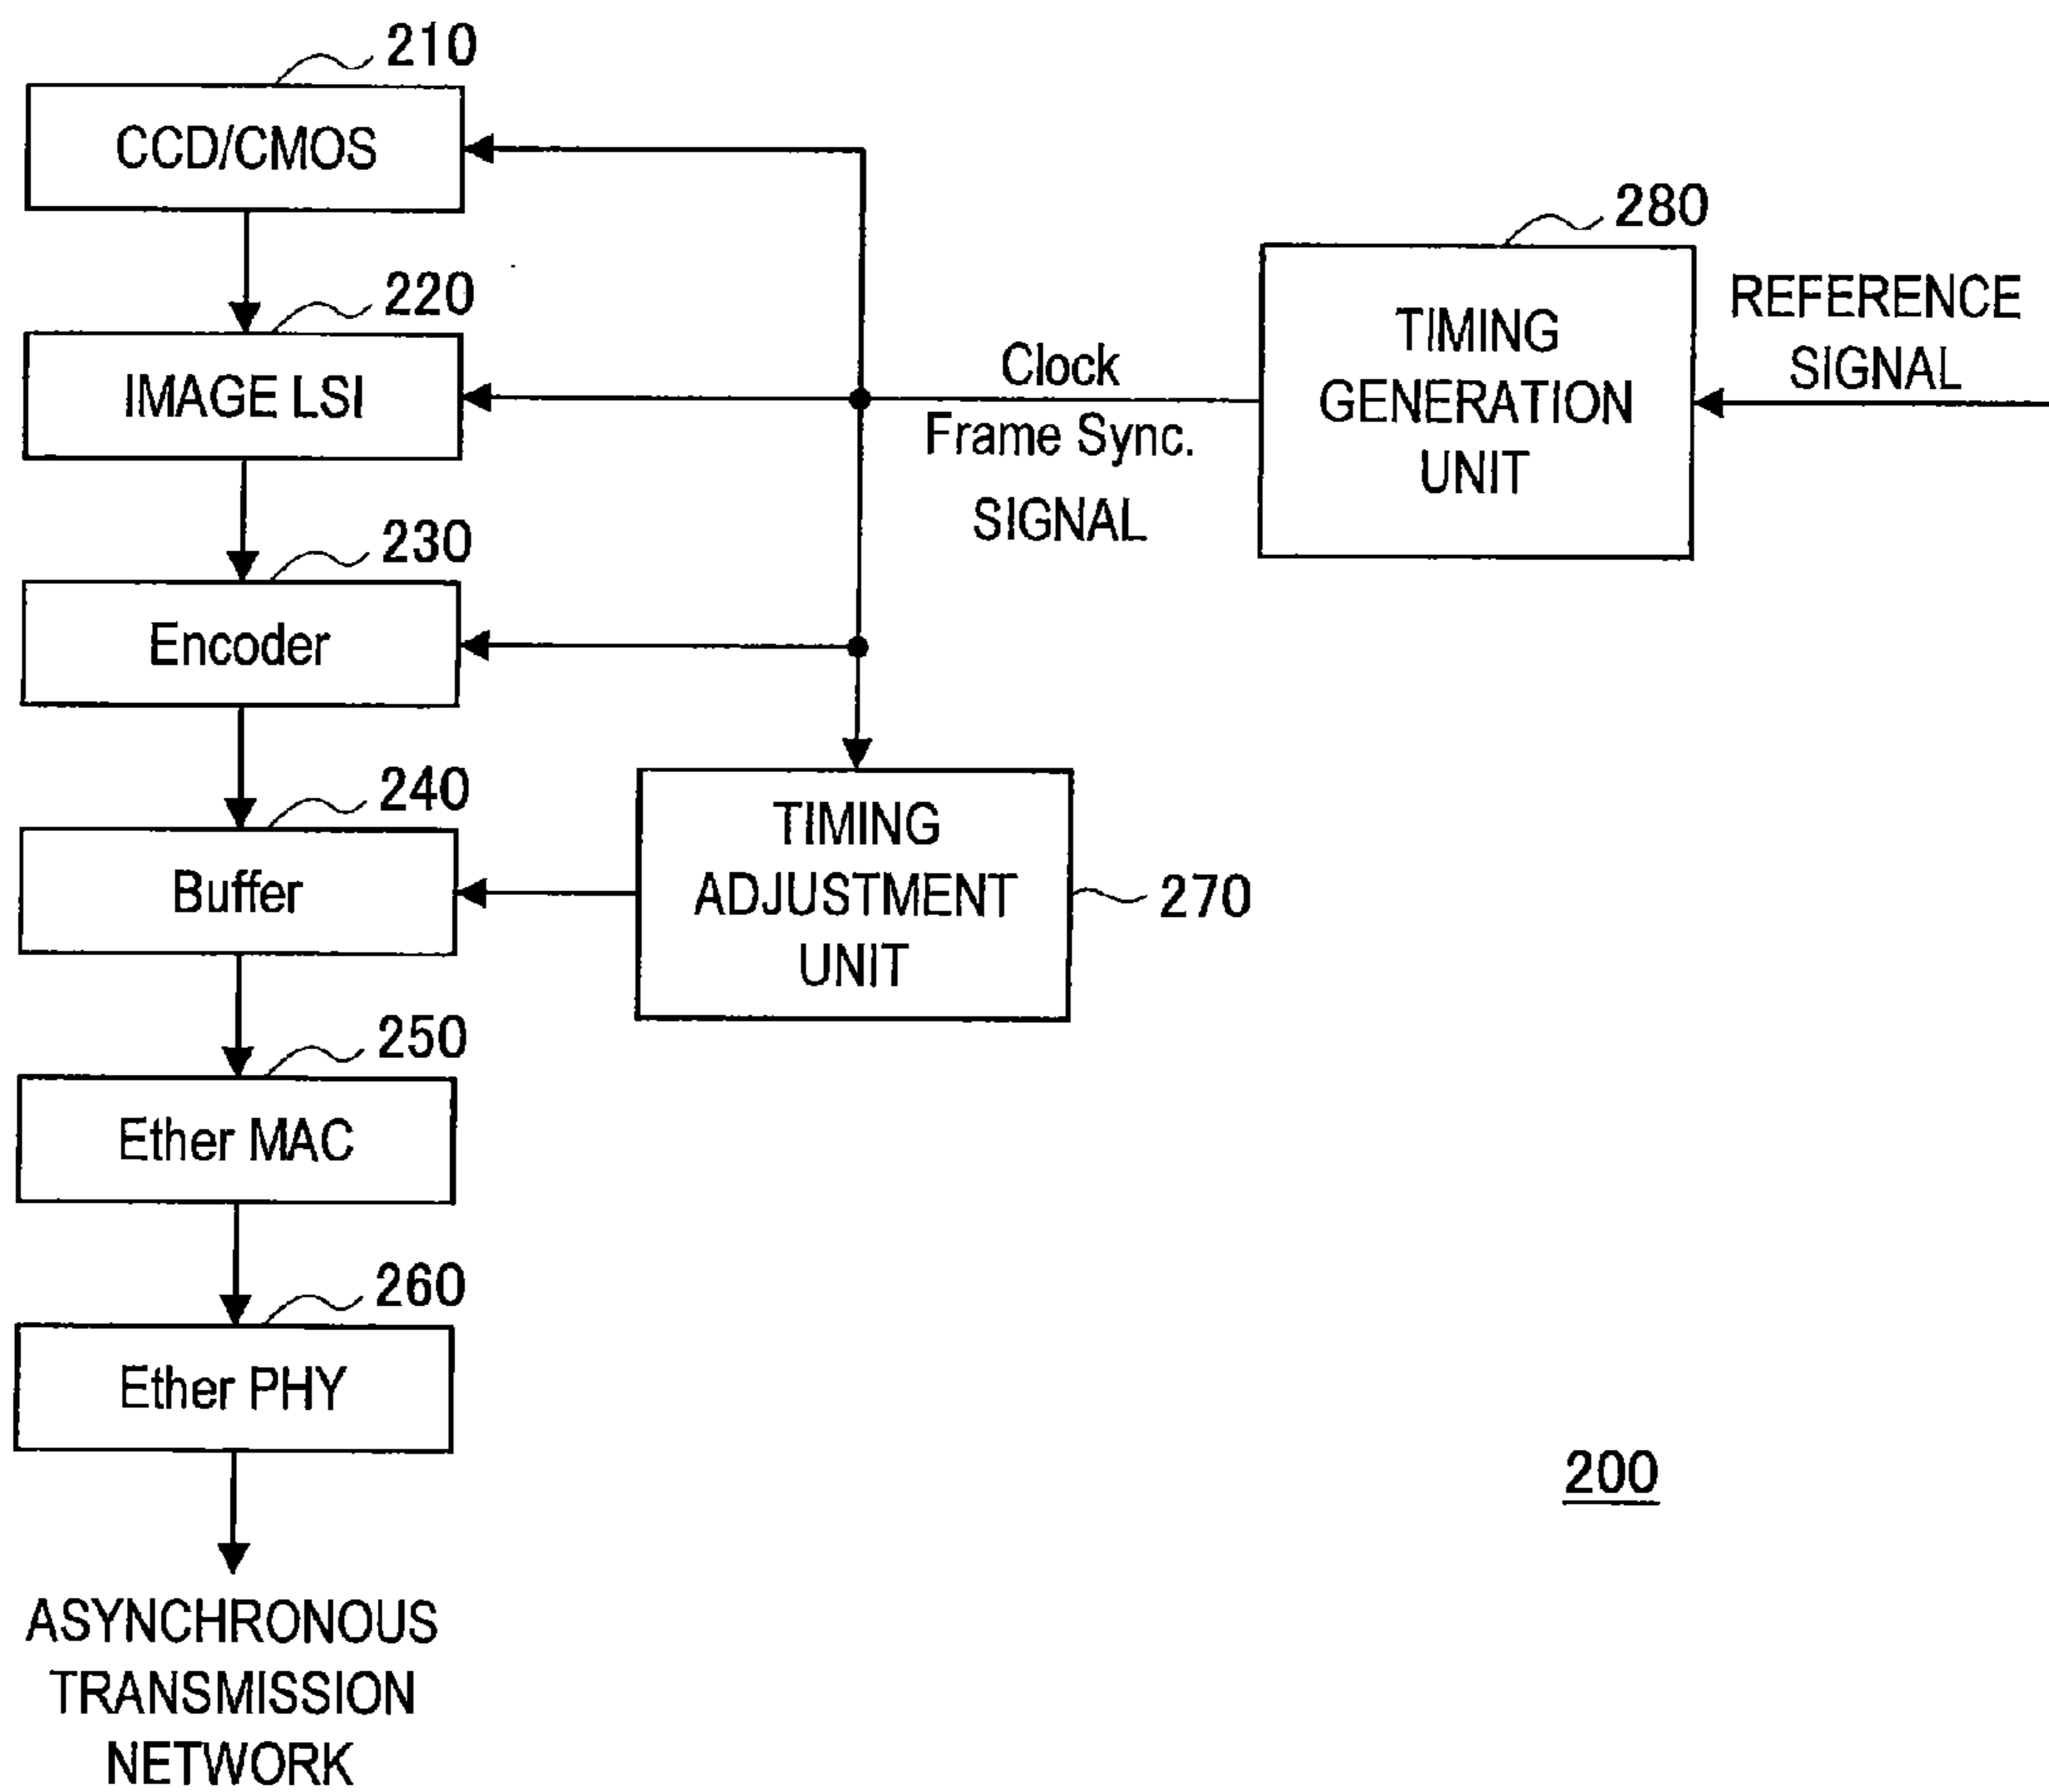 210
CCD/CMOS
280
220
REFERENCE
SIGNAL
TIMING
GENERATION
UNIT
Clock
Frame Sync.
SIGNAL
IMAGE LSI
230
Encoder
240
TIMING
ADJUSTMENT
UNIT
270
Buffer
250
Ether MAC
260
Ether PHY
200
ASYNCHRONOUS
TRANSMISSION
NETWORK